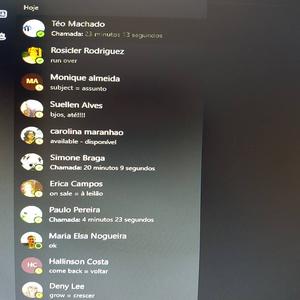 Hoje
Téo Machado
Chamada: 23 minutos 13 segundos
Rosicler Rodriguez
run over
MA
Monique almeida
subject = assunto
Suellen Alves
bjos, até!!!!
carolina maranhao
available - disponível
Simone Braga
Chamada: 20 minutos 9 segundos
Erica Campos
on sale = à leilão
Paulo Pereira
Chamada: 4 minutos 23 segundos
Maria Elsa Nogueira
ok
HC
Hallinson Costa
come back = voltar
Deny Lee
grow = crescer